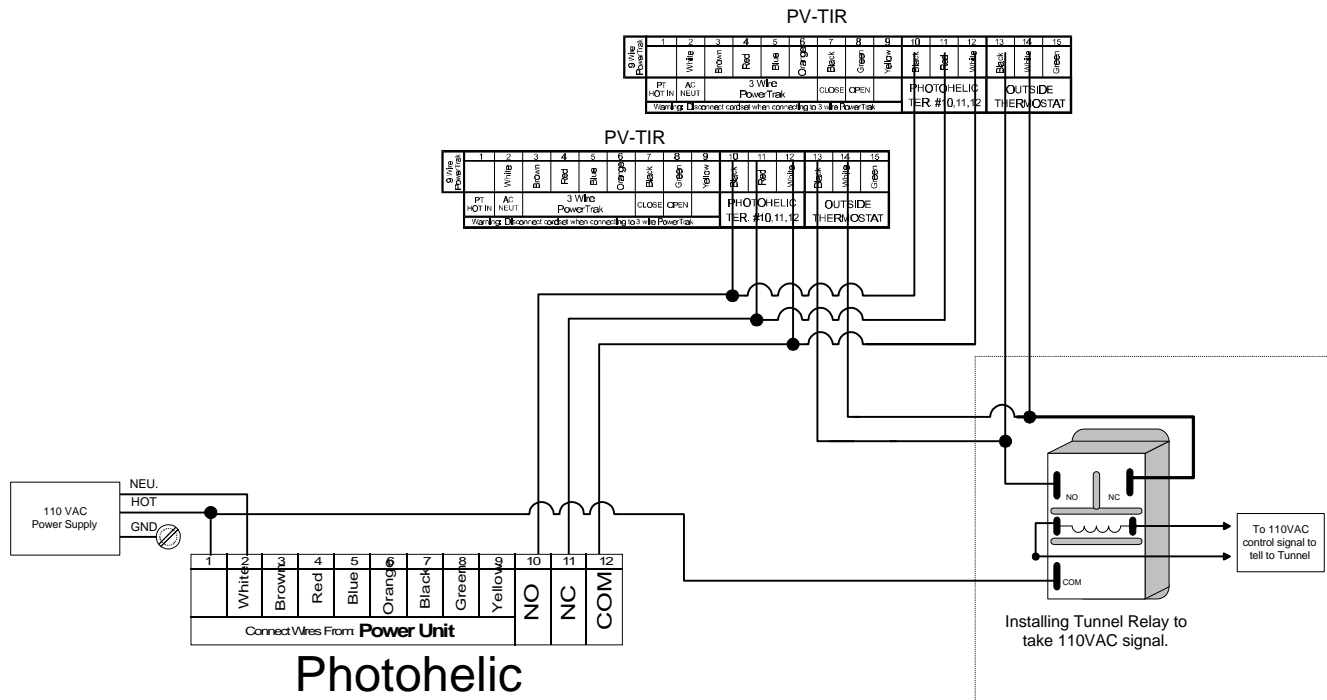 PV-TIR
1 2 3 4 5 6 7 8 9 10 11 12 13 14 15
9 Wire PowerTrak
White Brown Red Blue Orange Black Green Yellow Black Red White Black White Green
PT HOT IN
AC NEUT
3 Wire PowerTrak
CLOSE OPEN
PHOTOHELIC TER. #10,11,12
OUTSIDE THERMOSTAT
Warning: Disconnect cordset when connecting to 3 wire PowerTrak
PV-TIR
1 2 3 4 5 6 7 8 9 10 11 12 13 14 15
9 Wire PowerTrak
White Brown Red Blue Orange Black Green Yellow Black Red White Black White Green
PT HOT IN
AC NEUT
3 Wire PowerTrak
CLOSE OPEN
PHOTOHELIC TER. #10,11,12
OUTSIDE THERMOSTAT
Warning: Disconnect cordset when connecting to 3 wire PowerTrak
110 VAC
Power Supply
NEU.
HOT
GND
1 2 3 4 5 6 7 8 9 10 11 12
White Brown Red Blue Orange Black Green Yellow NO NC COM
Connect Wires From: Power Unit
Photohelic
NO NC
COM
To 110VAC
control signal to
tell to Tunnel
Installing Tunnel Relay to
take 110VAC signal.